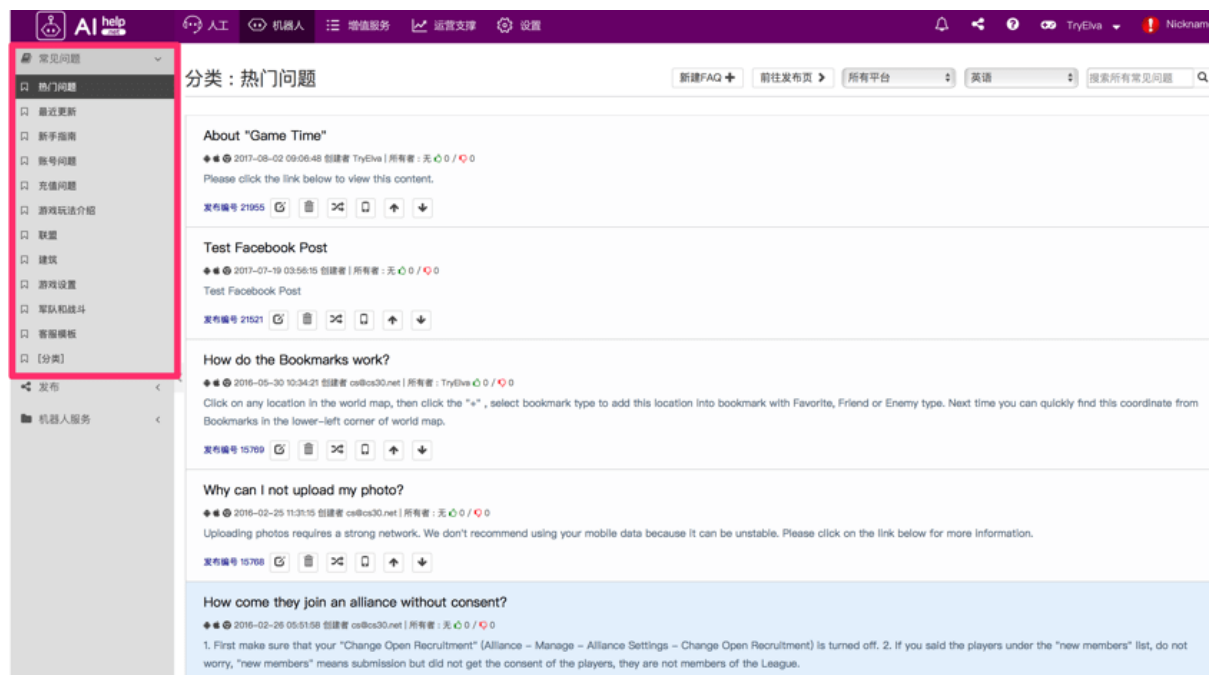 AI help .net 人工 机器人 增值服务 运营支撑 设置 TryElva Nicknam
常见问题
热门问题
最近更新
新手指南
账号问题
充值问题
游戏玩法介绍
联盟
建筑
游戏设置
军队和战斗
客服模板
[分类]
发布
机器人服务
分类：热门问题 新建FAQ 前往发布页 所有平台 英语 搜索所有常见问题
About "Game Time"
2017-08-02 09:06:48 创建者 TryElva | 所有者：无 0 / 0
Please click the link below to view this content.
发布编号 21955
Test Facebook Post
2017-07-19 03:56:15 创建者 | 所有者：无 0 / 0
Test Facebook Post
发布编号 21521
How do the Bookmarks work?
2016-05-30 10:34:21 创建者 cs@cs30.net | 所有者：TryElva 0 / 0
Click on any location in the world map, then click the "+" , select bookmark type to add this location into bookmark with Favorite, Friend or Enemy type. Next time you can quickly find this coordinate from
Bookmarks in the lower-left corner of world map.
发布编号 15769
Why can I not upload my photo?
2016-02-25 11:31:15 创建者 cs@cs30.net | 所有者：无 0 / 0
Uploading photos requires a strong network. We don't recommend using your mobile data because it can be unstable. Please click on the link below for more information.
发布编号 15768
How come they join an alliance without consent?
2016-02-26 05:51:58 创建者 cs@cs30.net | 所有者：无 0 / 0
1. First make sure that your "Change Open Recruitment" (Alliance - Manage - Alliance Settings - Change Open Recruitment) is turned off. 2. If you said the players under the "new members" list, do not
worry, "new members" means submission but did not get the consent of the players, they are not members of the League.